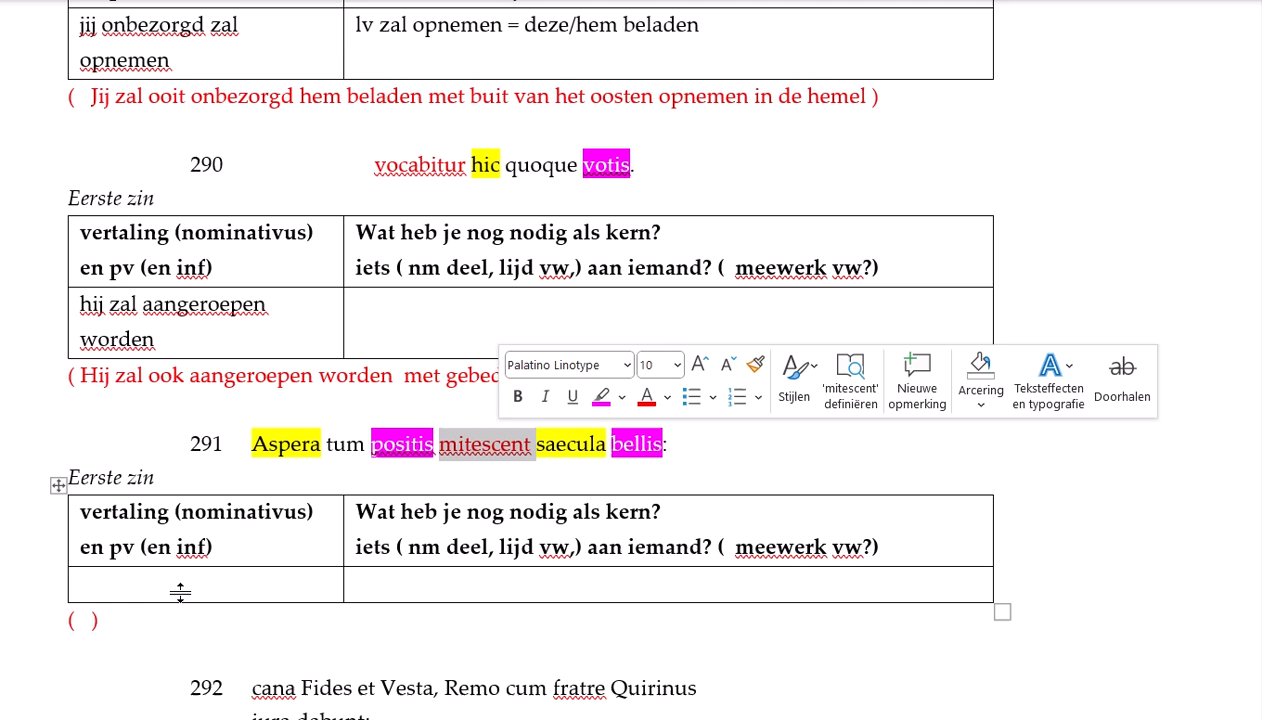 jij onbezorgd zal
opnemen
lv zal opnemen = deze/hem beladen
( Jij zal ooit onbezorgd hem beladen met buit van het oosten opnemen in de hemel )
290 vocabitur hic quoque votis.
Eerste zin
vertaling (nominativus)
en pv (en inf)
Wat heb je nog nodig als kern?
iets ( nm deel, lijd vw,) aan iemand? ( meewerk vw?)
hij zal aangeroepen
worden
( Hij zal ook aangeroepen worden met gebed
Palatino Linotype 10
Stijlen
'mitescent'
definiëren
Nieuwe
opmerking
Arcering
Teksteffecten
en typografie
Doorhalen
291 Aspera tum positis mitescent saecula bellis:
Eerste zin
vertaling (nominativus)
en pv (en inf)
Wat heb je nog nodig als kern?
iets ( nm deel, lijd vw,) aan iemand? ( meewerk vw?)
( )
292 cana Fides et Vesta, Remo cum fratre Quirinus
iura dabunt: